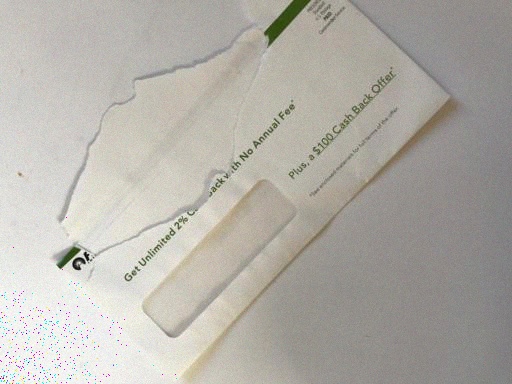 Get Unlimited 2% C Back with No Annual Fee*
Plus, a $100 Cash Back Offer*
*See enclosed materials for full terms of the offer.
PAID